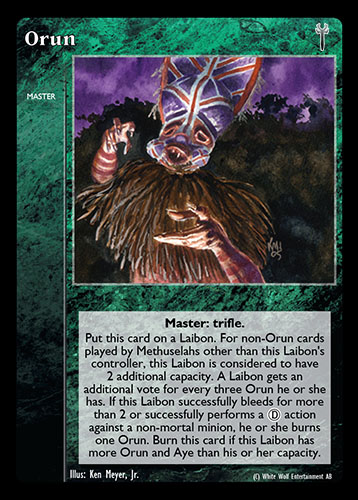 Orun
MASTER
KMJ
05
Master: trifle.
Put this card on a Laibon. For non-Orun cards
played by Methuselahs other than this Laibon's
controller, this Laibon is considered to have
2 additional capacity. A Laibon gets an
additional vote for every three Orun he or she
has. If this Laibon successfully bleeds for more
than 2 or successfully performs a Ⓓ action
against a non-mortal minion, he or she burns
one Orun. Burn this card if this Laibon has
more Orun and Aye than his or her capacity.
Illus: Ken Meyer, Jr.
(C) White Wolf Entertainment AB